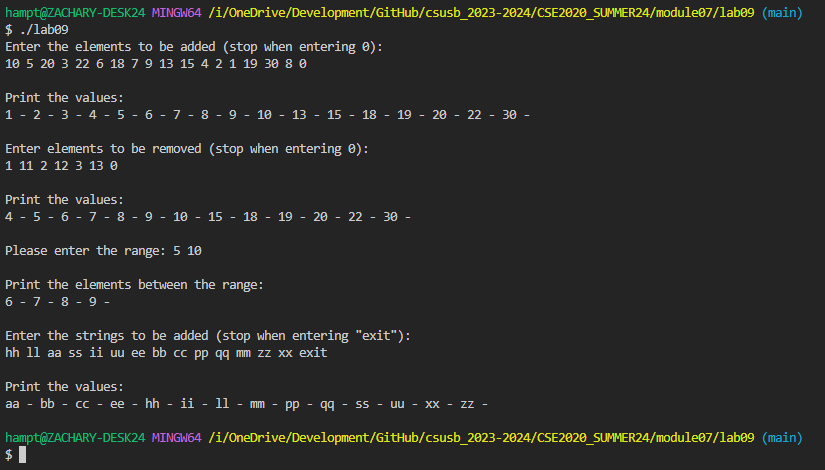 hampt@ZACHARY-DESK24 MINGW64 /i/OneDrive/Development/GitHub/csusb_2023-2024/CSE2020_SUMMER24/module07/lab09 (main)
$ ./lab09
Enter the elements to be added (stop when entering 0):
10 5 20 3 22 6 18 7 9 13 15 4 2 1 19 30 8 0
Print the values:
1 - 2 - 3 - 4 - 5 - 6 - 7 - 8 - 9 - 10 - 13 - 15 - 18 - 19 - 20 - 22 - 30 -
Enter elements to be removed (stop when entering 0):
1 11 2 12 3 13 0
Print the values:
4 - 5 - 6 - 7 - 8 - 9 - 10 - 15 - 18 - 19 - 20 - 22 - 30 -
Please enter the range: 5 10
Print the elements between the range:
6 - 7 - 8 - 9 -
Enter the strings to be added (stop when entering "exit"):
hh ll aa ss ii uu ee bb cc pp qq mm zz xx exit
Print the values:
aa - bb - cc - ee - hh - ii - ll - mm - pp - qq - ss - uu - xx - zz -
hampt@ZACHARY-DESK24 MINGW64 /i/OneDrive/Development/GitHub/csusb_2023-2024/CSE2020_SUMMER24/module07/lab09 (main)
$